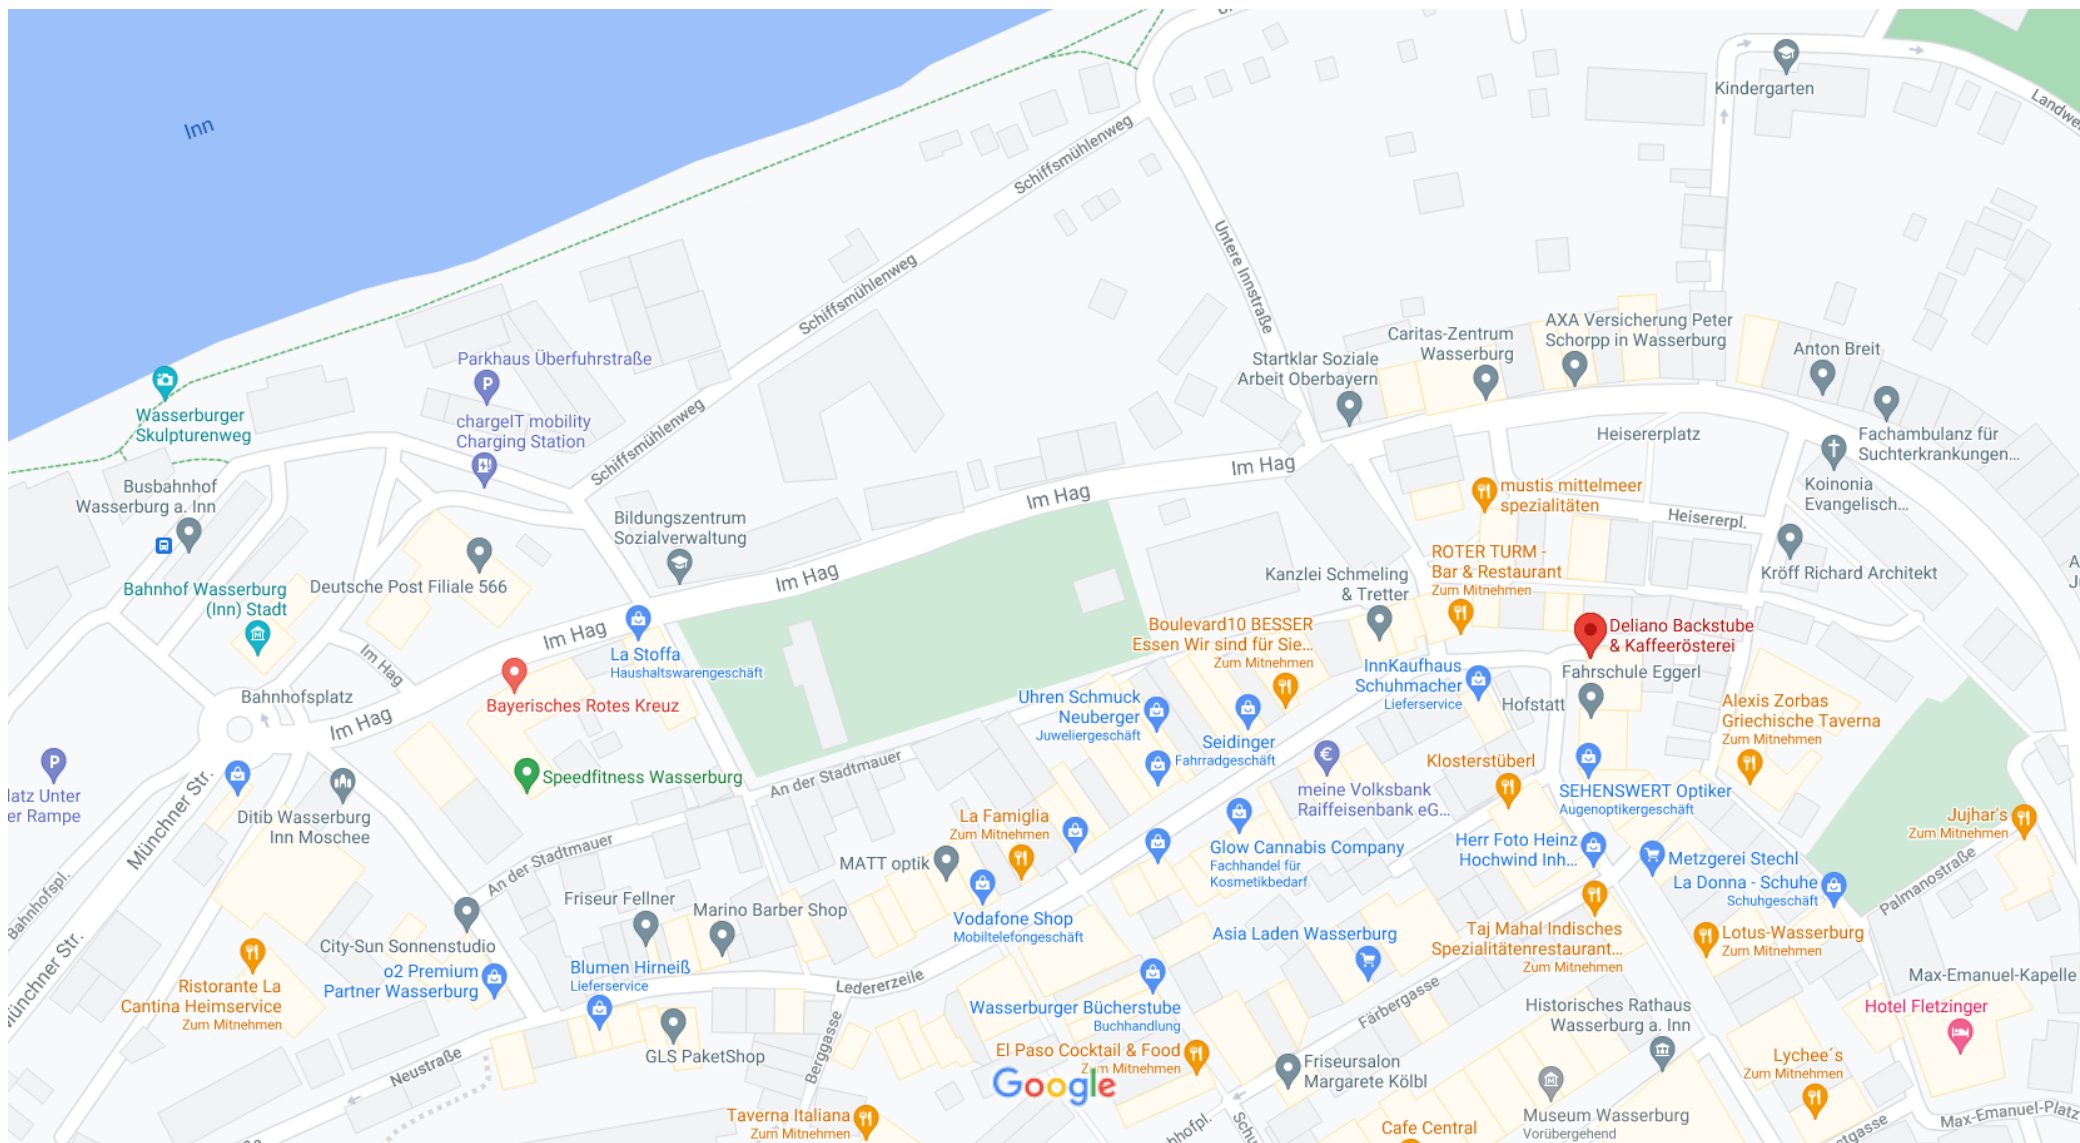 Inn
Kindergarten
Landwe
Schiffsmühlenweg
Untere Innstraße
Schiffsmühlenweg
AXA Versicherung Peter
Schorpp in Wasserburg
Caritas-Zentrum
Wasserburg
Startklar Soziale
Arbeit Oberbayern
Anton Breit
Parkhaus Überfuhrstraße
P
chargeIT mobility
Charging Station
Wasserburger
Skulpturenweg
Schiffsmühlenweg
Heisererplatz
Fachambulanz für
Suchterkrankungen...
Im Hag
Im Hag
Busbahnhof
Wasserburg a. Inn
mustis mittelmeer
spezialitäten
Koinonia
Evangelisch...
Heisererpl.
Bildungszentrum
Sozialverwaltung
Im Hag
ROTER TURM -
Bar & Restaurant
Zum Mitnehmen
Kanzlei Schmeling
& Tretter
Kröff Richard Architekt
A
Ju
Deutsche Post Filiale 566
Bahnhof Wasserburg
(Inn) Stadt
Im Hag
Im Hag
La Stoffa
Haushaltswarengeschäft
Boulevard10 BESSER
Essen Wir sind für Sie...
Zum Mitnehmen
Deliano Backstube
& Kaffeerösterei
Fahrschule Eggerl
InnKaufhaus
Schuhmacher
Lieferservice
Hofstatt
Bahnhofsplatz
Im Hag
Bayerisches Rotes Kreuz
Uhren Schmuck
Neuberger
Juweliergeschäft
Seidinger
Fahrradgeschäft
Alexis Zorbas
Griechische Taverna
Zum Mitnehmen
P
latz Unter
er Rampe
Münchner Str.
Speedfitness Wasserburg
An der Stadtmauer
€
meine Volksbank
Raiffeisenbank eG...
Klosterstüberl
SEHENSWERT Optiker
Augenoptikergeschäft
Ditib Wasserburg
Inn Moschee
La Famiglia
Zum Mitnehmen
Jujhar's
Zum Mitnehmen
An der Stadtmauer
MATT optik
Glow Cannabis Company
Fachhandel für
Kosmetikbedarf
Herr Foto Heinz
Hochwind Inh...
Metzgerei Stechl
La Donna - Schuhe
Schuhgeschäft
Palmanostraße
Bahnhofspl.
Friseur Fellner
Marino Barber Shop
Vodafone Shop
Mobiltelefongeschäft
Asia Laden Wasserburg
Taj Mahal Indisches
Spezialitätenrestaurant...
Zum Mitnehmen
Lotus-Wasserburg
Zum Mitnehmen
City-Sun Sonnenstudio
o2 Premium
Partner Wasserburg
Münchner Str.
Ristorante La
Cantina Heimservice
Zum Mitnehmen
Blumen Hirneiß
Lieferservice
Ledererzeile
Wasserburger Bücherstube
Buchhandlung
Färbergasse
Historisches Rathaus
Wasserburg a. Inn
Max-Emanuel-Kapelle
Hotel Fletzinger
GLS PaketShop
Berggasse
Neustraße
El Paso Cocktail & Food
Zum Mitnehmen
Google
Friseursalon
Margarete Kölbl
Lychee´s
Zum Mitnehmen
Taverna Italiana
Zum Mitnehmen
hhofpl.
Schu
Cafe Central
Museum Wasserburg
Vorübergehend
stgasse
Max-Emanuel-Platz